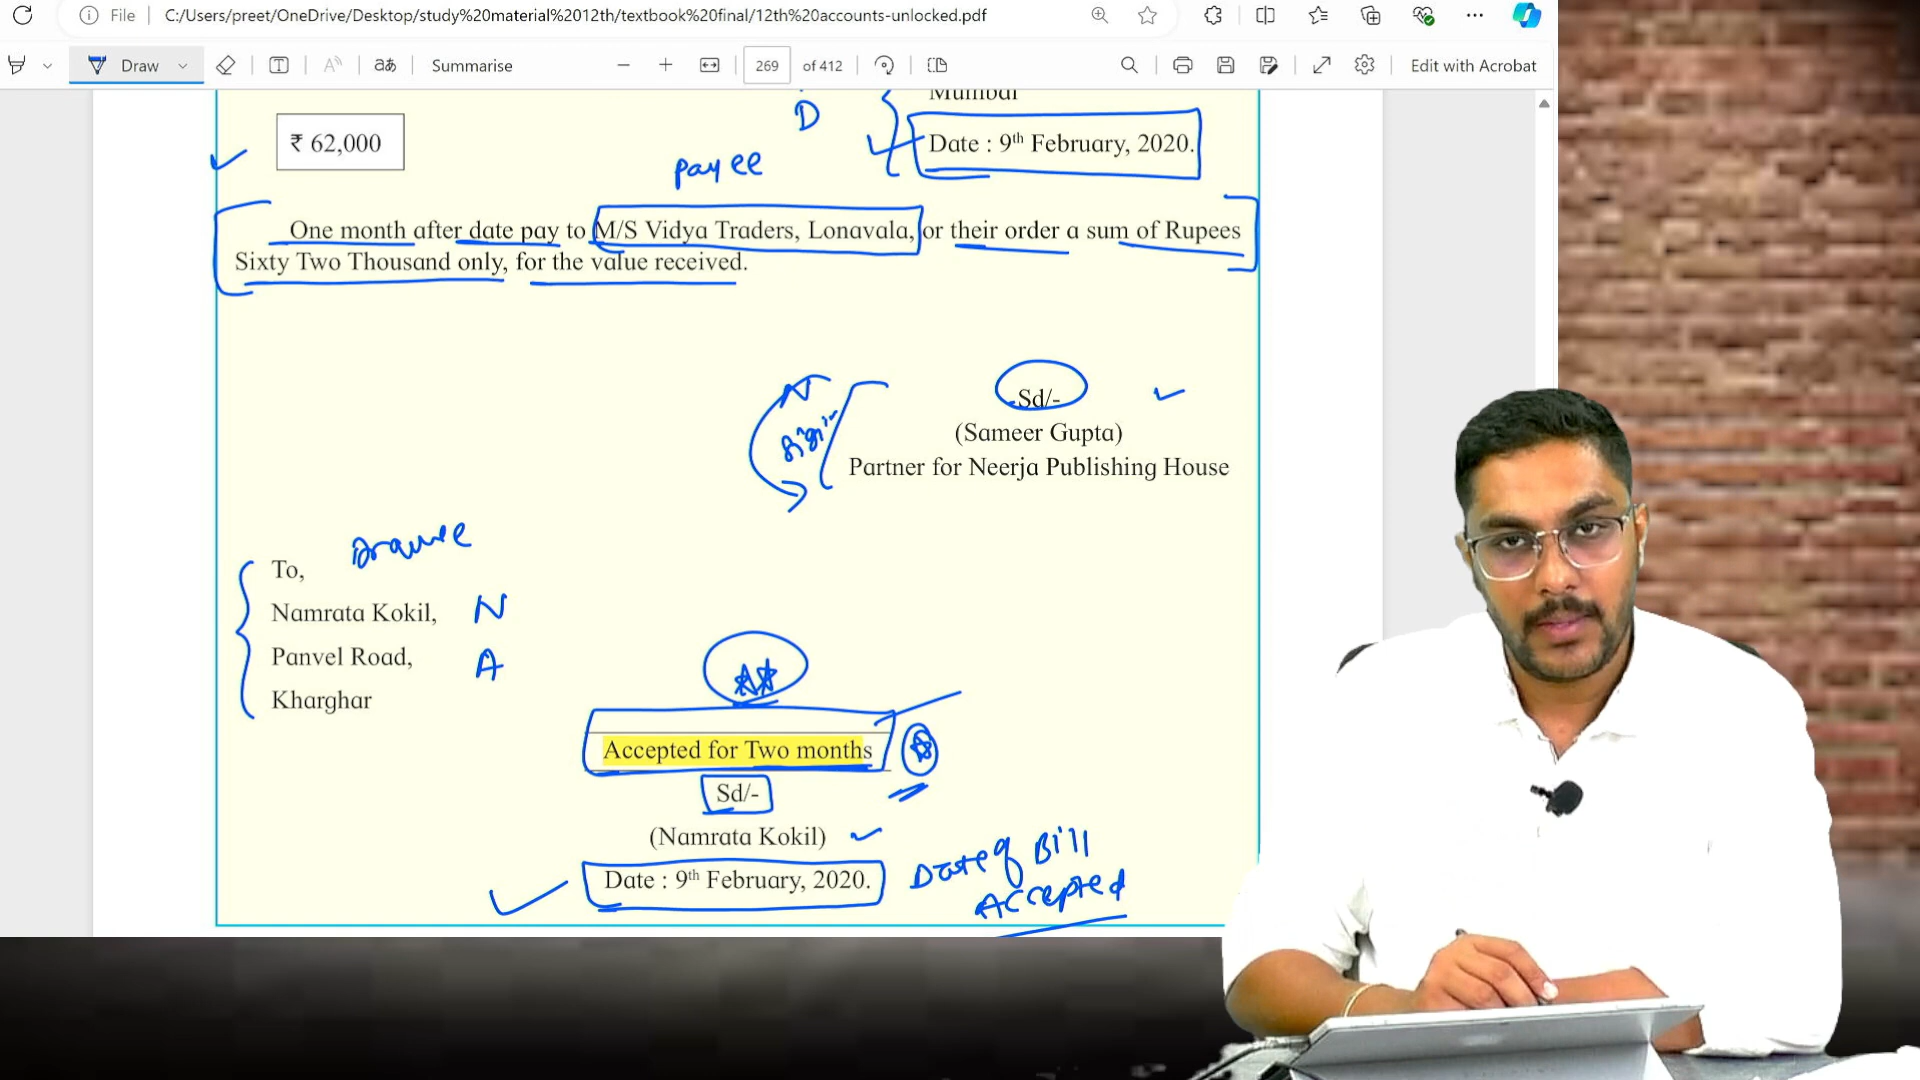 File
C:/Users/preet/OneDrive/Desktop/study%20material%2012th/textbook%20final/12th%20accounts-unlocked.pdf
Draw
aあ
Summarise
269
of 412
Edit with Acrobat
Mumbai
D
₹ 62,000
Date : 9th February, 2020.
payee
One month after date pay to M/S Vidya Traders, Lonavala, or their order a sum of Rupees
Sixty Two Thousand only, for the value received.
N
Sd/-
(Sameer Gupta)
Partner for Neerja Publishing House
Drawee
To,
Namrata Kokil,
N
Panvel Road,
A
Kharghar
Accepted for Two months
Sd/-
(Namrata Kokil)
Date : 9th February, 2020.
Date of Bill
Accepted